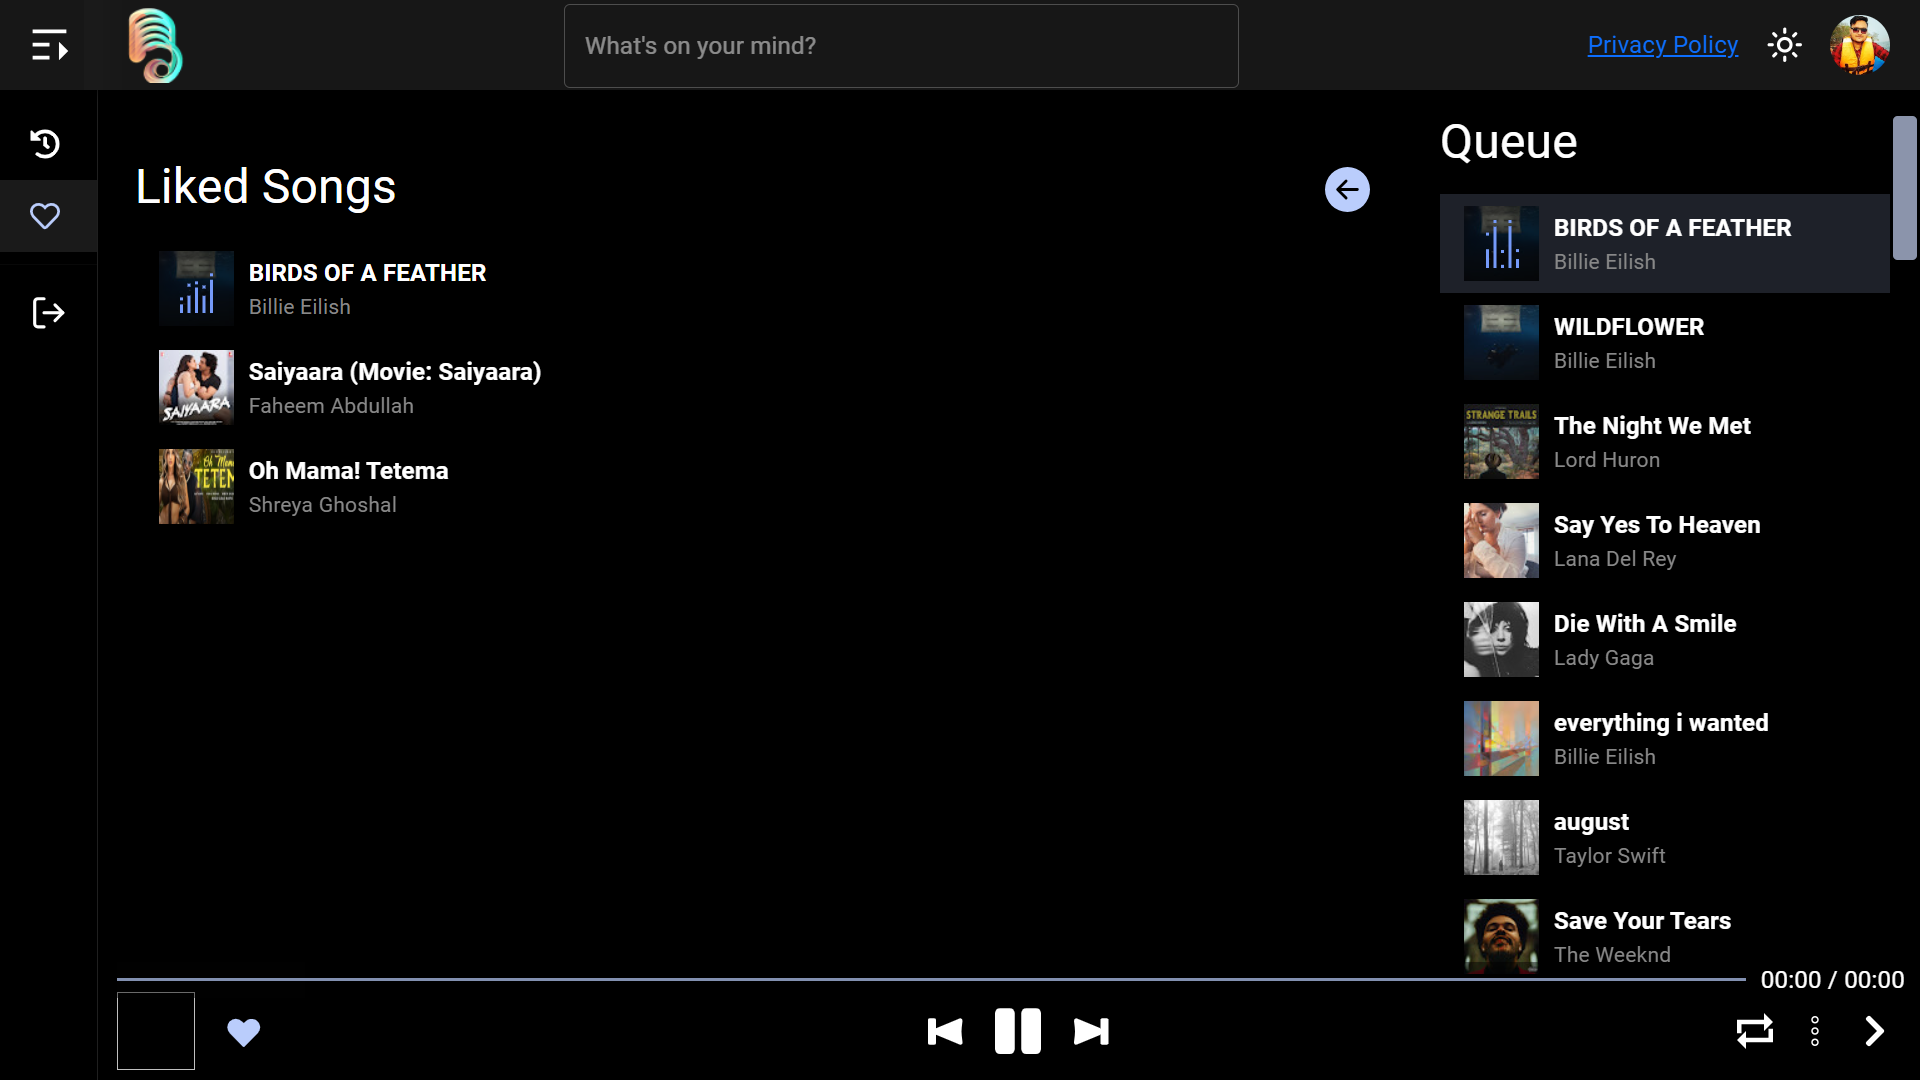 What's on your mind?
Privacy Policy
Liked Songs
BIRDS OF A FEATHER
Billie Eilish
SAIYAARA
Saiyaara (Movie: Saiyaara)
Faheem Abdullah
Oh Mama! Tetema
Shreya Ghoshal
Queue
BIRDS OF A FEATHER
Billie Eilish
WILDFLOWER
Billie Eilish
STRANGE TRAILS
The Night We Met
Lord Huron
Say Yes To Heaven
Lana Del Rey
Die With A Smile
Lady Gaga
everything i wanted
Billie Eilish
august
Taylor Swift
Save Your Tears
The Weeknd
00:00 / 00:00